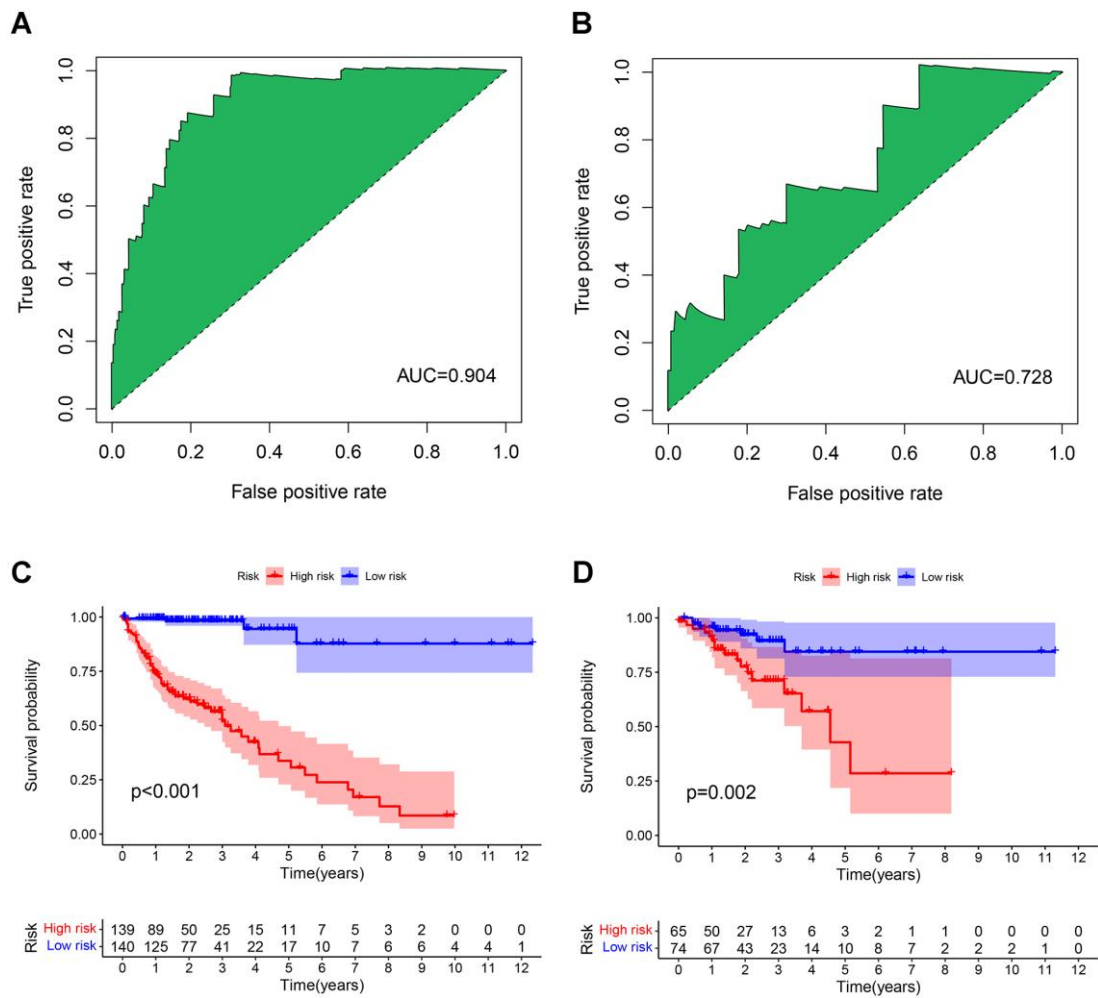 A
B
1.0
0.8
0.6
0.4
0.2
0.0
True positive rate
AUC=0.904
0.0 0.2 0.4 0.6 0.8 1.0
False positive rate
1.0
0.8
0.6
0.4
0.2
0.0
True positive rate
AUC=0.728
0.0 0.2 0.4 0.6 0.8 1.0
False positive rate
C
Risk High risk Low risk
1.00
0.75
0.50
0.25
0.00
Survival probability
p<0.001
0 1 2 3 4 5 6 7 8 9 10 11 12
Time(years)
Risk
High risk 139 89 50 25 15 11 7 5 3 2 0 0 0
Low risk 140 125 77 41 22 17 10 7 6 6 4 4 1
0 1 2 3 4 5 6 7 8 9 10 11 12
Time(years)
D
Risk High risk Low risk
1.00
0.75
0.50
0.25
0.00
Survival probability
p=0.002
0 1 2 3 4 5 6 7 8 9 10 11 12
Time(years)
Risk
High risk 65 50 27 13 6 3 2 1 1 0 0 0 0
Low risk 74 67 43 23 14 10 8 7 2 2 2 1 0
0 1 2 3 4 5 6 7 8 9 10 11 12
Time(years)